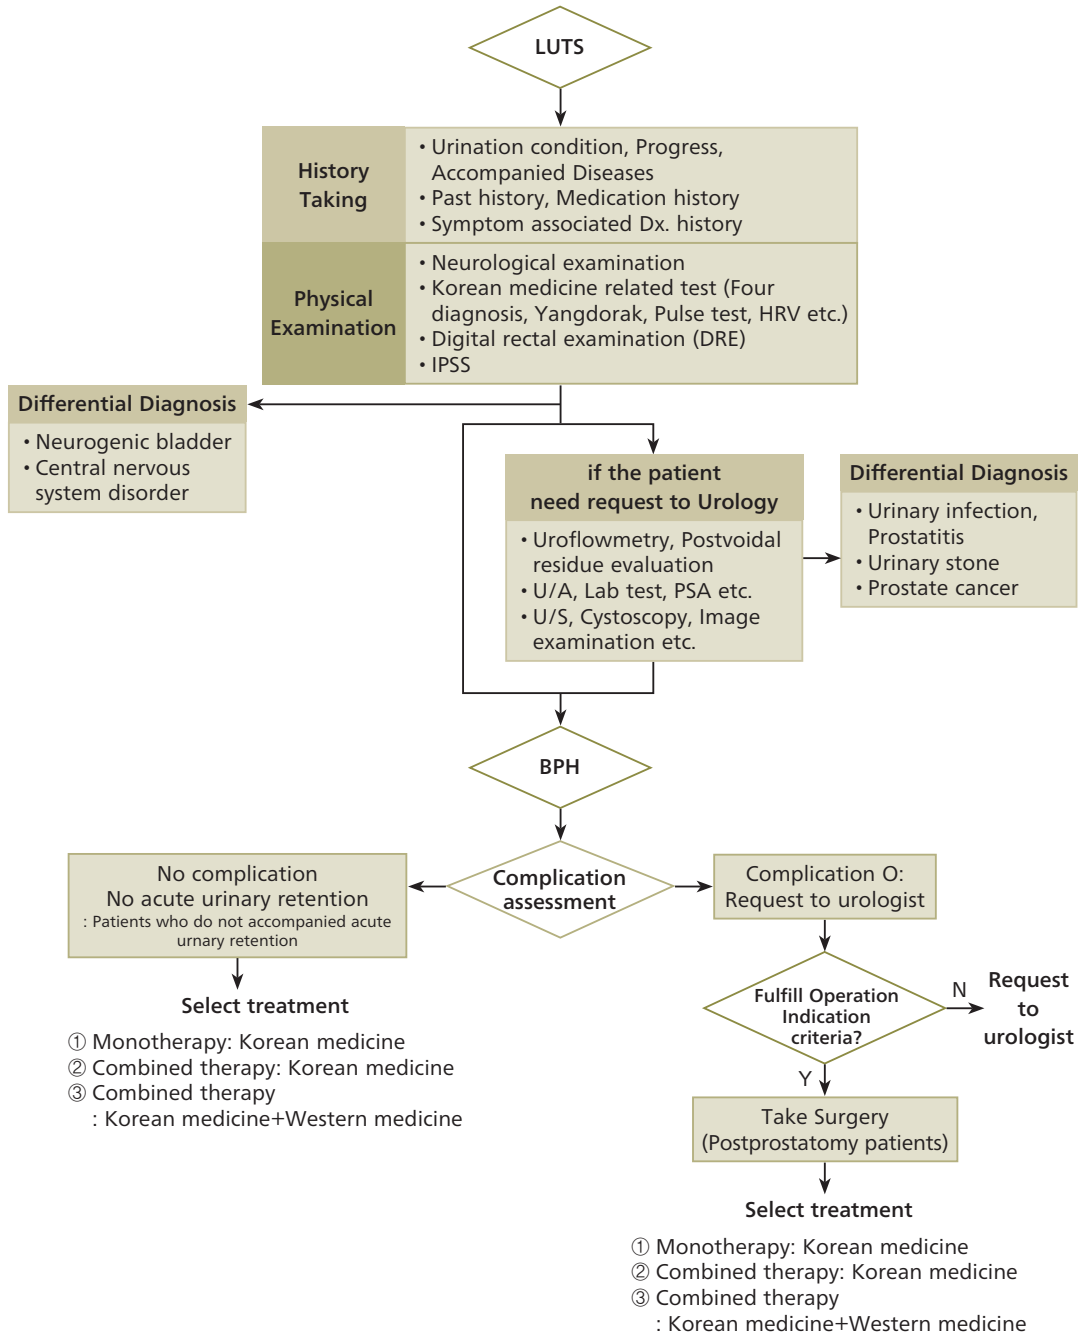 LUTS
History
Taking
• Urination condition, Progress,
Accompanied Diseases
• Past history, Medication history
• Symptom associated Dx. history
Physical
Examination
• Neurological examination
• Korean medicine related test (Four
diagnosis, Yangdorak, Pulse test, HRV etc.)
• Digital rectal examination (DRE)
• IPSS
Differential Diagnosis
• Neurogenic bladder
• Central nervous
system disorder
if the patient
need request to Urology
• Uroflowmetry, Postvoidal
residue evaluation
• U/A, Lab test, PSA etc.
• U/S, Cystoscopy, Image
examination etc.
Differential Diagnosis
• Urinary infection,
Prostatitis
• Urinary stone
• Prostate cancer
BPH
Complication
assessment
No complication
No acute urinary retention
: Patients who do not accompanied acute
urnary retention
Select treatment
① Monotherapy: Korean medicine
② Combined therapy: Korean medicine
③ Combined therapy
: Korean medicine+Western medicine
Complication O:
Request to urologist
Fulfill Operation
Indication
criteria?
N
Request
to
urologist
Y
Take Surgery
(Postprostatomy patients)
Select treatment
① Monotherapy: Korean medicine
② Combined therapy: Korean medicine
③ Combined therapy
: Korean medicine+Western medicine